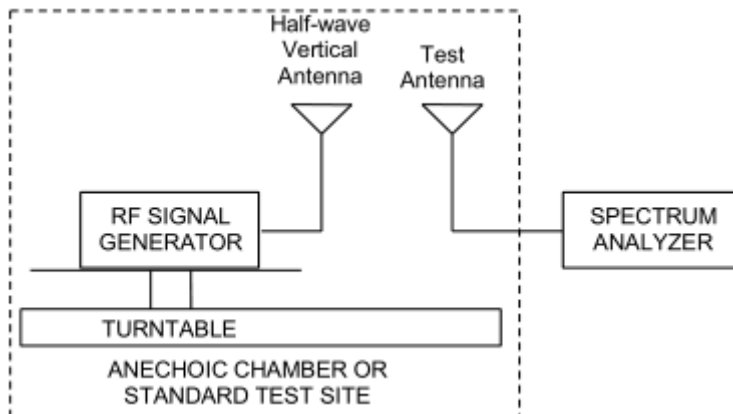 Half-wave
Vertical
Antenna
Test
Antenna
RF SIGNAL
GENERATOR
SPECTRUM
ANALYZER
TURNTABLE
ANECHOIC CHAMBER OR
STANDARD TEST SITE